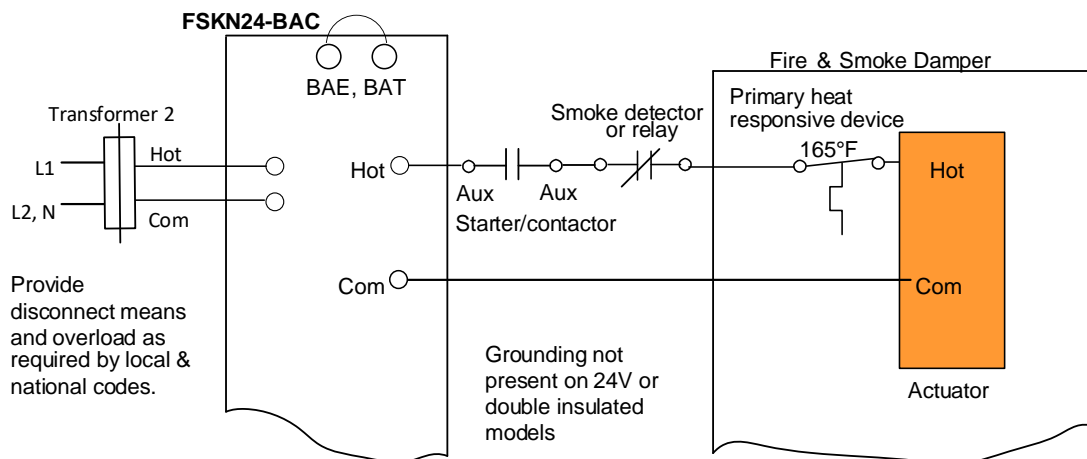 FSKN24-BAC
BAE, BAT
Transformer 2
Hot
L1
L2, N
Com
Provide
disconnect means
and overload as
required by local &
national codes.
Hot
Com
Smoke detector
or relay
Aux
Aux
Starter/contactor
Grounding not
present on 24V or
double insulated
models
Fire & Smoke Damper
Primary heat
responsive device
165°F
Hot
Com
Actuator